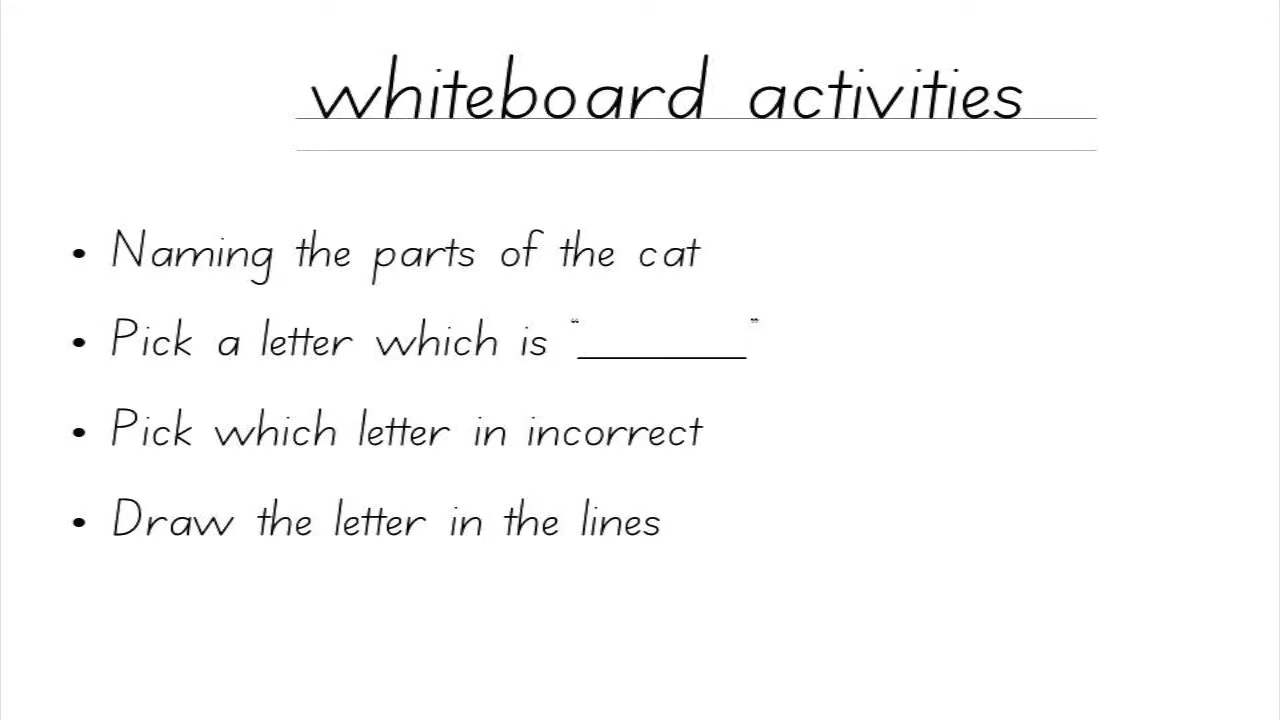 whiteboard activities
• Naming the parts of the cat
• Pick a letter which is “________”
• Pick which letter in incorrect
• Draw the letter in the lines